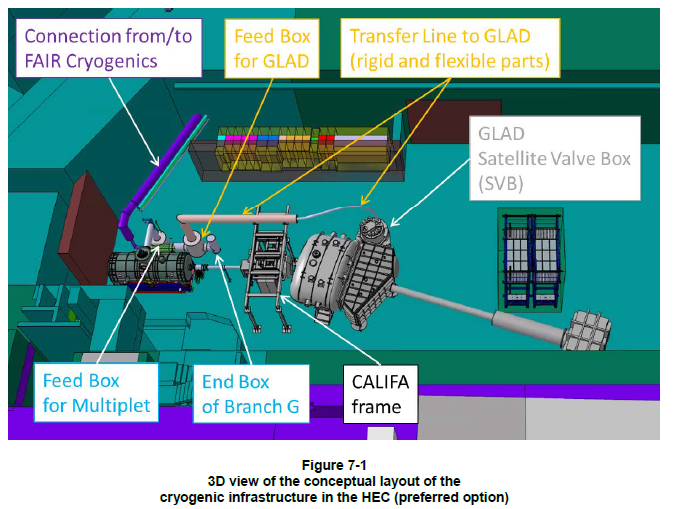 Connection from/to
FAIR Cryogenics
Feed Box
for GLAD
Transfer Line to GLAD
(rigid and flexible parts)
GLAD
Satellite Valve Box
(SVB)
Feed Box
for Multiplet
End Box
of Branch G
CALIFA
frame
Figure 7-1
3D view of the conceptual layout of the
cryogenic infrastructure in the HEC (preferred option)